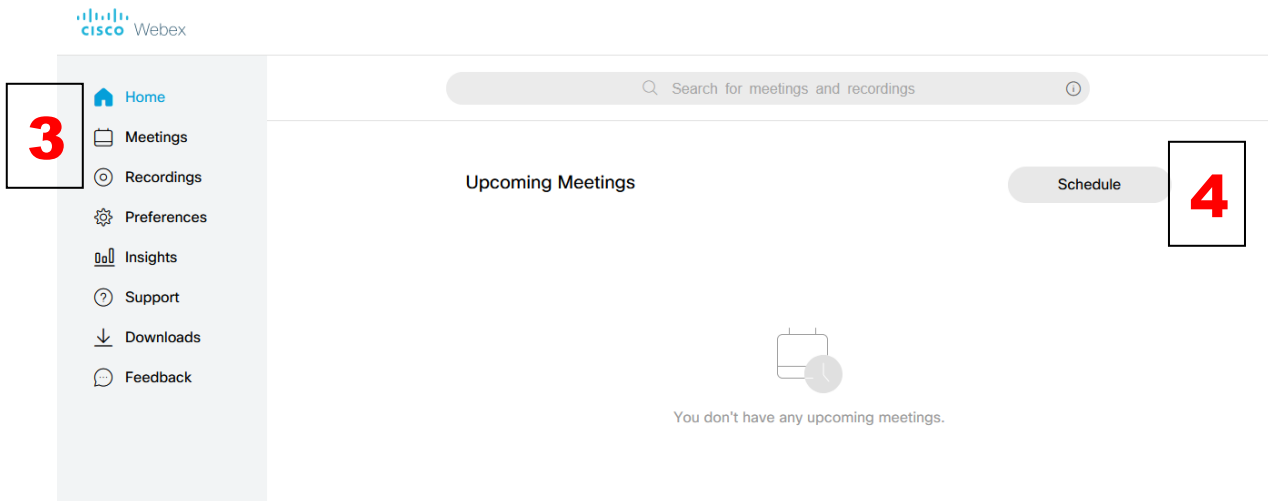 cisco Webex
Search for meetings and recordings
3
Home
Meetings
Recordings
Preferences
Insights
Support
Downloads
Feedback
Upcoming Meetings
Schedule
4
You don't have any upcoming meetings.